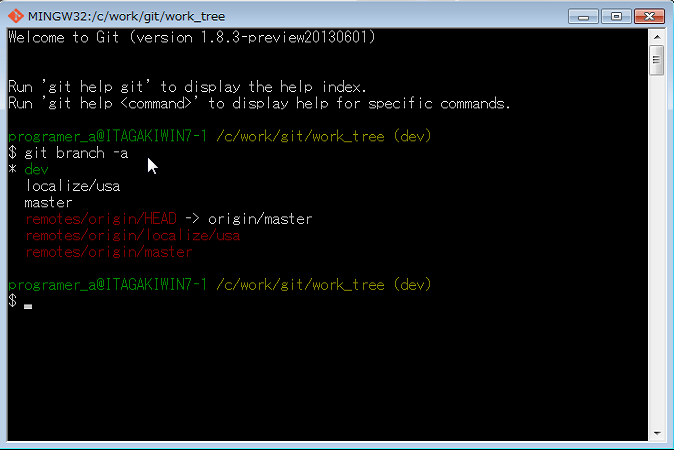 MINGW32:/c/work/git/work_tree
Welcome to Git (version 1.8.3-preview20130601)
Run 'git help git' to display the help index.
Run 'git help <command>' to display help for specific commands.
programer_a@ITAGAKIWIN7-1 /c/work/git/work_tree (dev)
$ git branch -a
* dev
localize/usa
master
remotes/origin/HEAD -> origin/master
remotes/origin/localize/usa
remotes/origin/master
programer_a@ITAGAKIWIN7-1 /c/work/git/work_tree (dev)
$